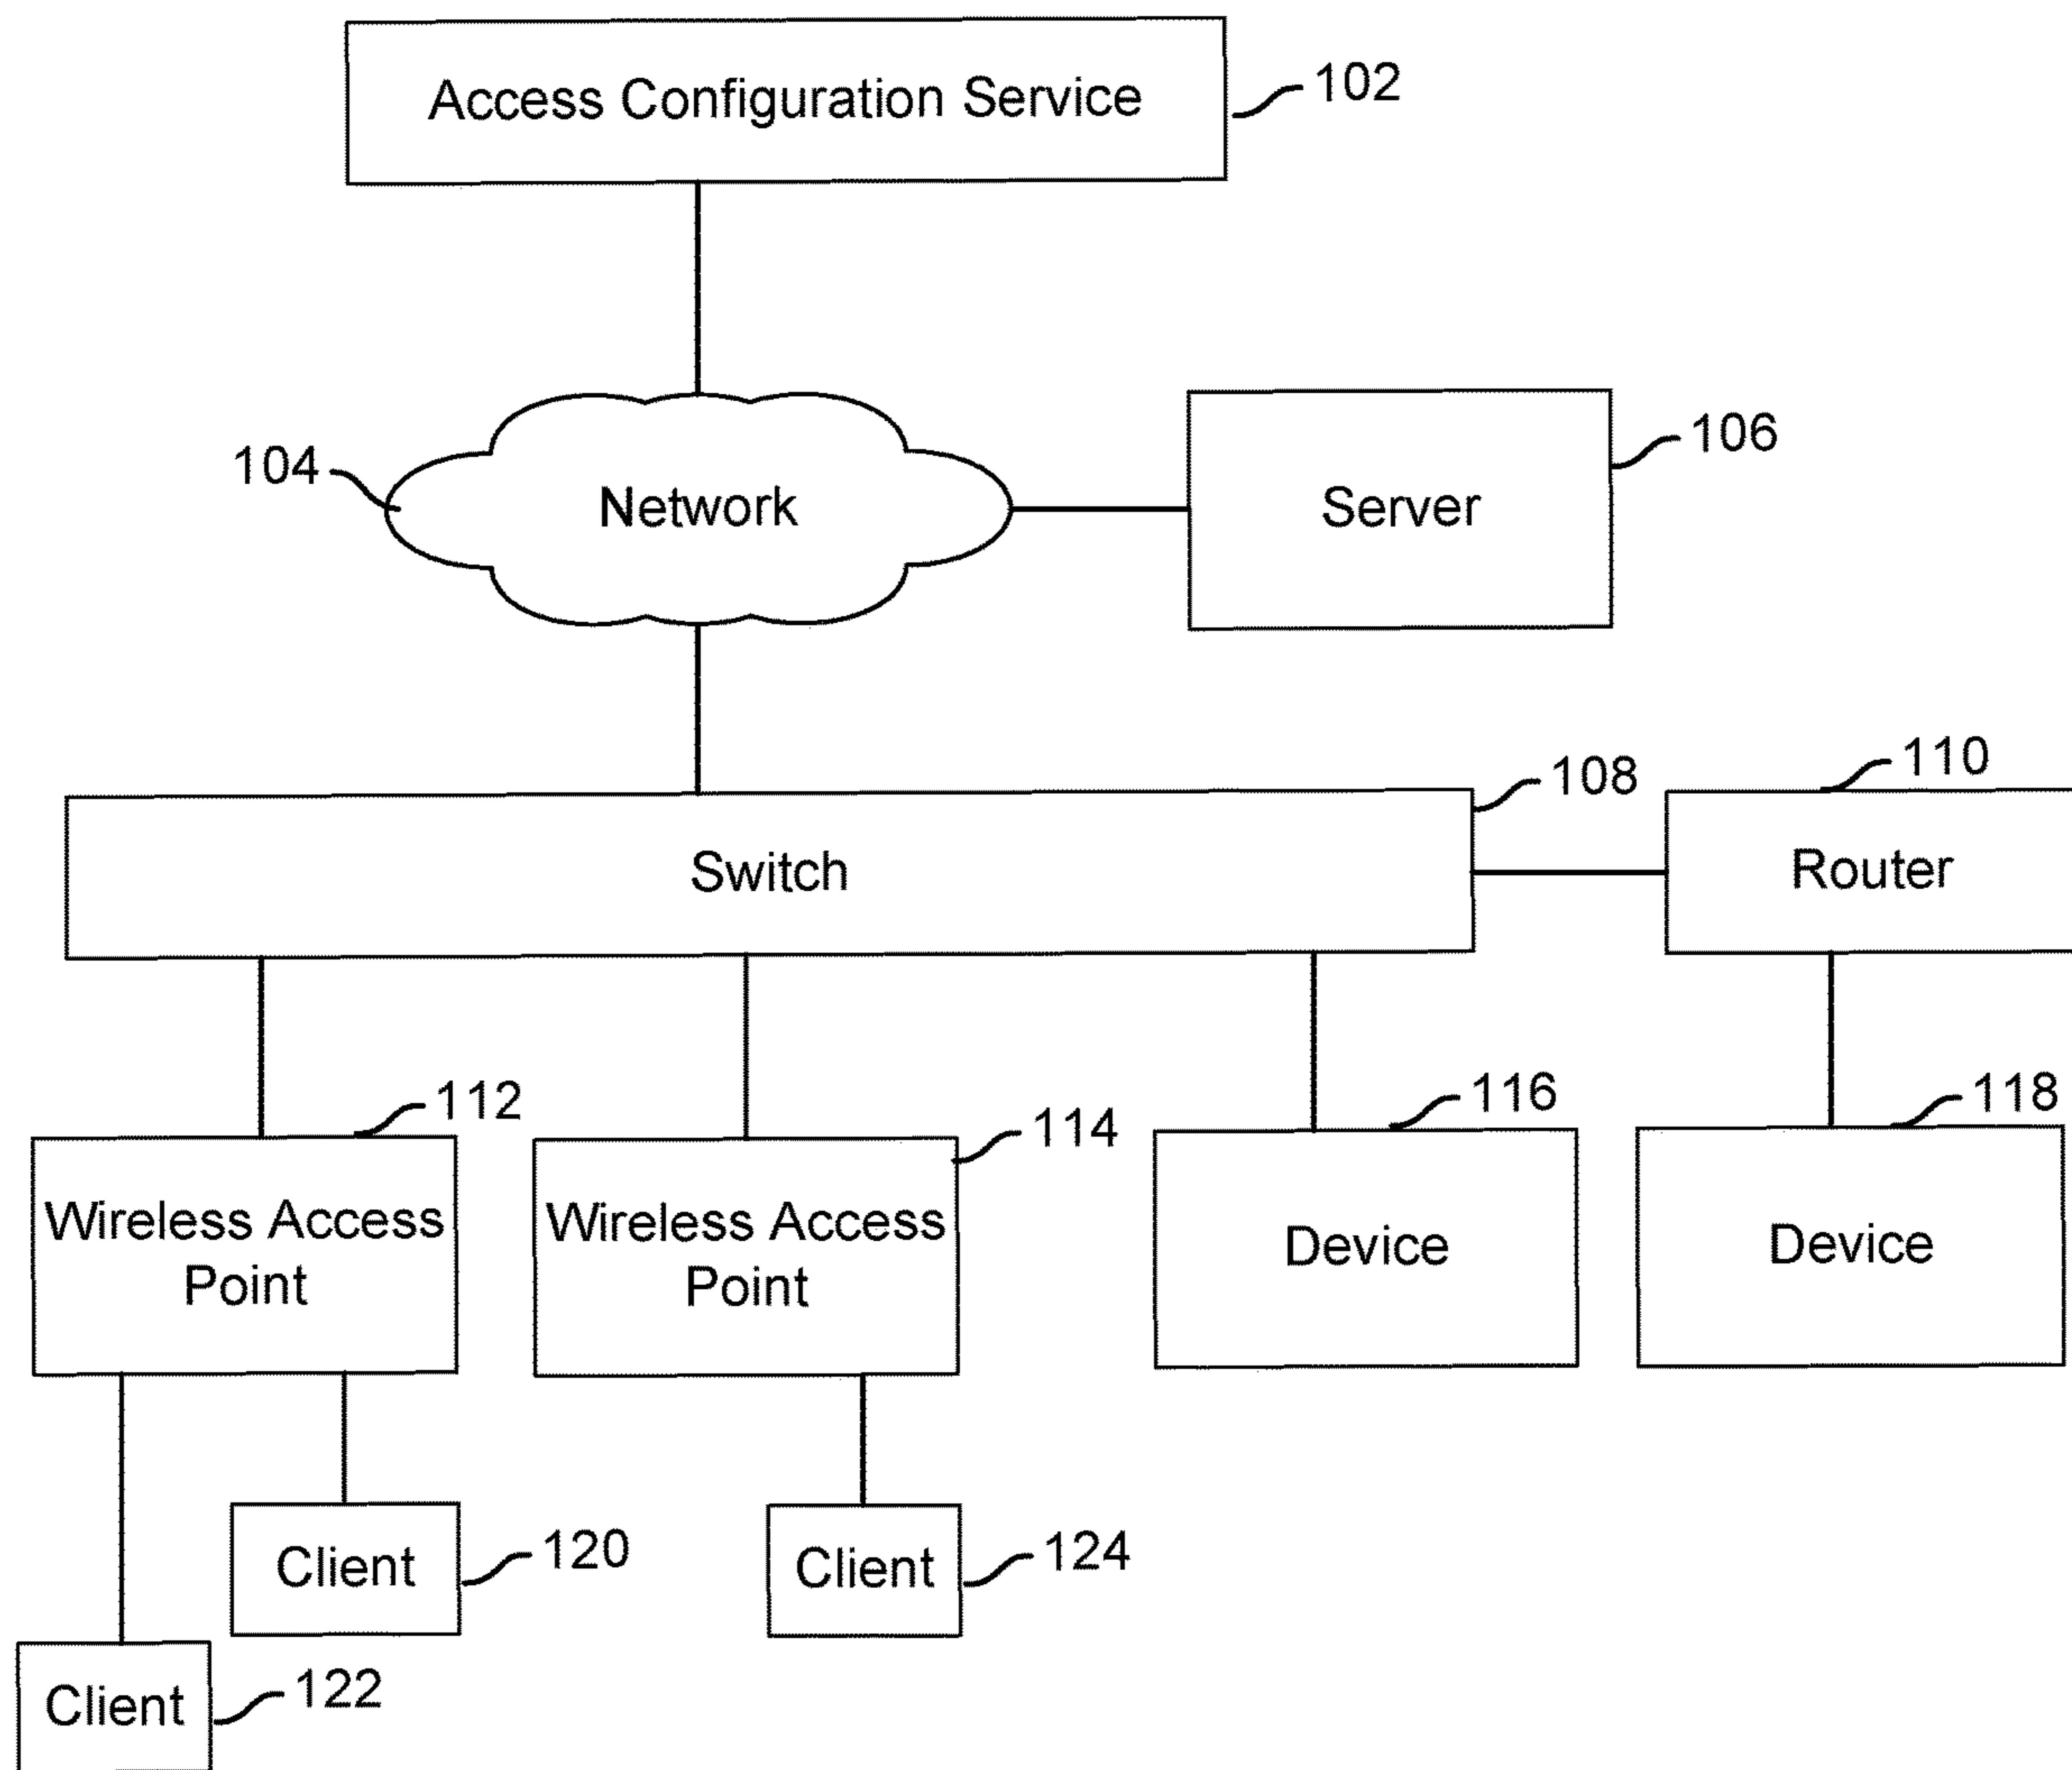 Access Configuration Service
102
104
Network
Server
106
108
110
Switch
Router
112
114
116
118
Wireless Access
Point
Wireless Access
Point
Device
Device
Client
120
Client
124
Client
122